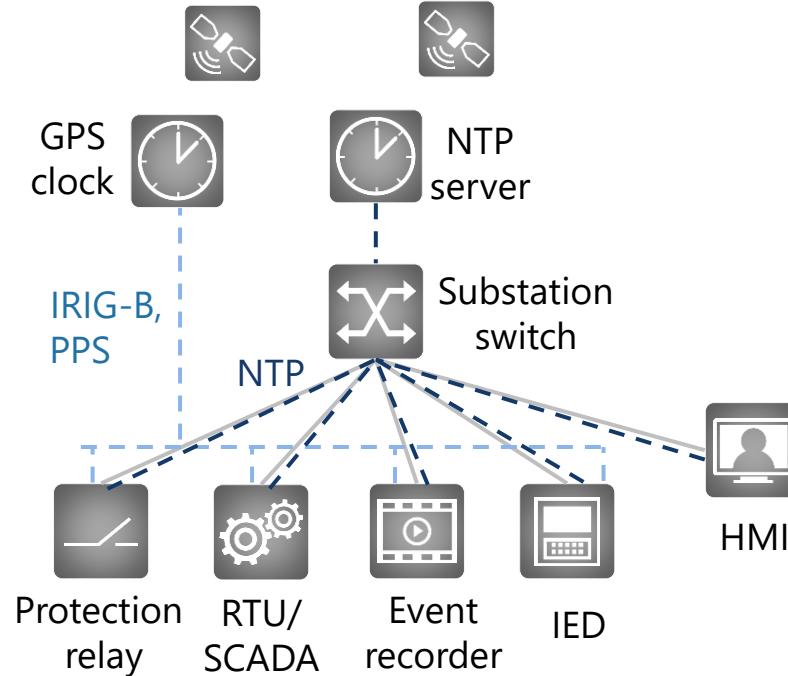 GPS
clock
NTP
server
IRIG-B,
PPS
Substation
switch
NTP
HMI
Protection
relay
RTU/
SCADA
Event
recorder
IED